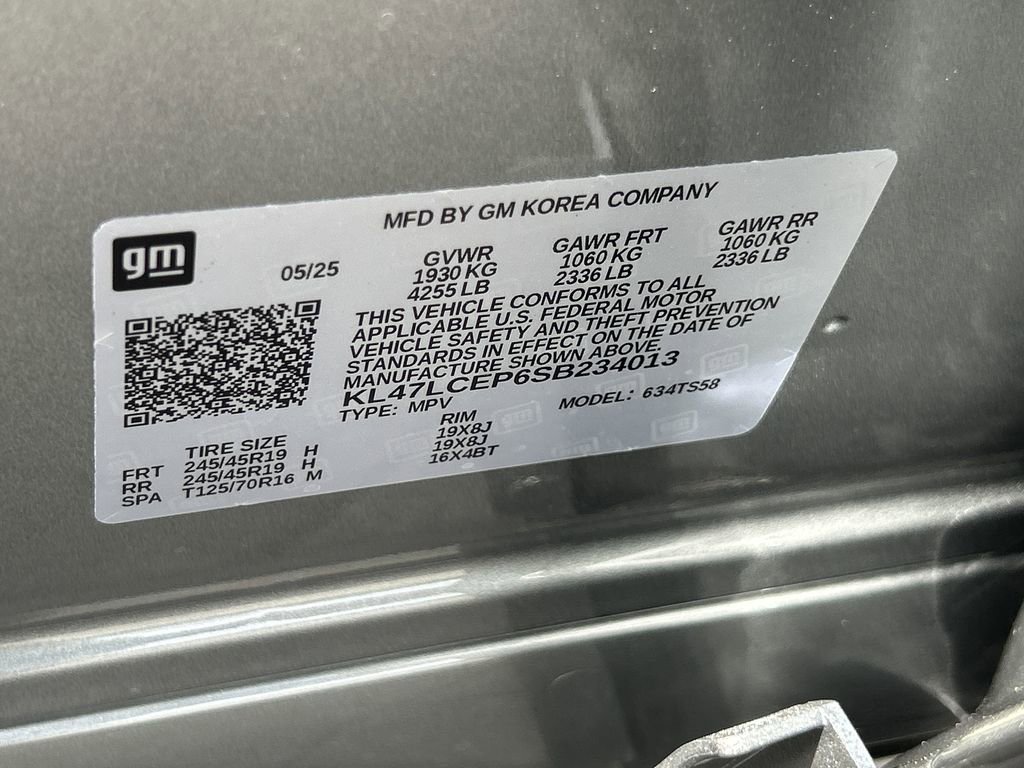 MFD BY GM KOREA COMPANY
gm
05/25
GVWR GAWR FRT GAWR RR
1930 KG 1060 KG 1060 KG
4255 LB 2336 LB 2336 LB
THIS VEHICLE CONFORMS TO ALL
APPLICABLE U.S. FEDERAL MOTOR
VEHICLE SAFETY AND THEFT PREVENTION
STANDARDS IN EFFECT ON THE DATE OF
MANUFACTURE SHOWN ABOVE.
KL47LCEP6SB234013
TYPE: MPV MODEL: 634TS58
TIRE SIZE RIM
FRT 245/45R19 H 19X8J
RR 245/45R19 H 19X8J
SPA T125/70R16 M 16X4BT